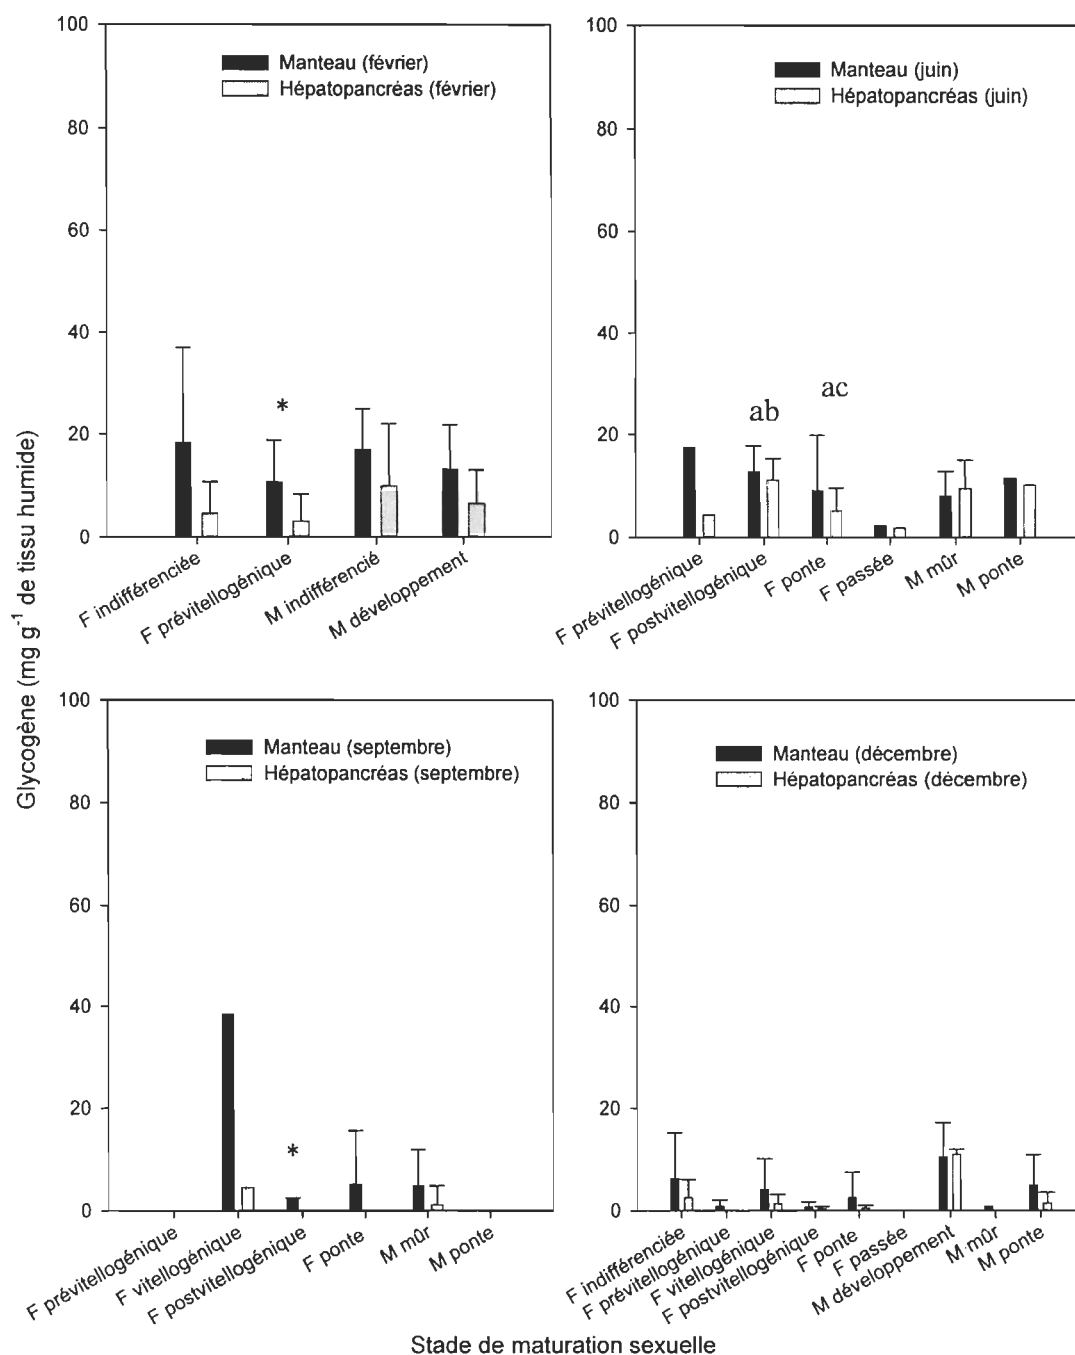 Glycogène (mg g⁻¹ de tissu humide)
100
80
60
40
20
0
Manteau (février)
Hépatopancréas (février)
*
F indifférenciée
F prévitellogénique
M indifférencié
M développement
100
80
60
40
20
0
Manteau (juin)
Hépatopancréas (juin)
ab
ac
F prévitellogénique
F postvitellogénique
F ponte
F passée
M mûr
M ponte
100
80
60
40
20
0
Manteau (septembre)
Hépatopancréas (septembre)
*
F prévitellogénique
F vitellogénique
F postvitellogénique
F ponte
M mûr
M ponte
100
80
60
40
20
0
Manteau (décembre)
Hépatopancréas (décembre)
F indifférenciée
F prévitellogénique
F vitellogénique
F postvitellogénique
F ponte
F passée
M développement
M mûr
M ponte
Stade de maturation sexuelle